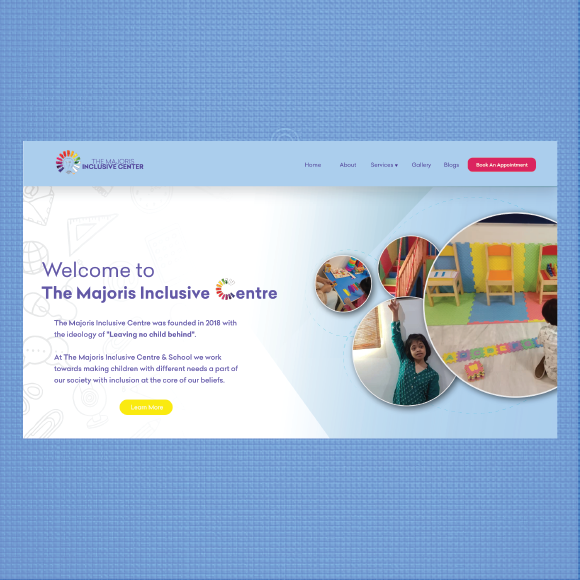 THE MAJORIS
INCLUSIVE CENTER
Home About Services ▾ Gallery Blogs Book An Appointment
Welcome to
The Majoris Inclusive Centre
The Majoris Inclusive Centre was founded in 2018 with
the ideology of "Leaving no child behind".
At The Majoris Inclusive Centre & School we work
towards making children with different needs a part of
our society with inclusion at the core of our beliefs.
Learn More